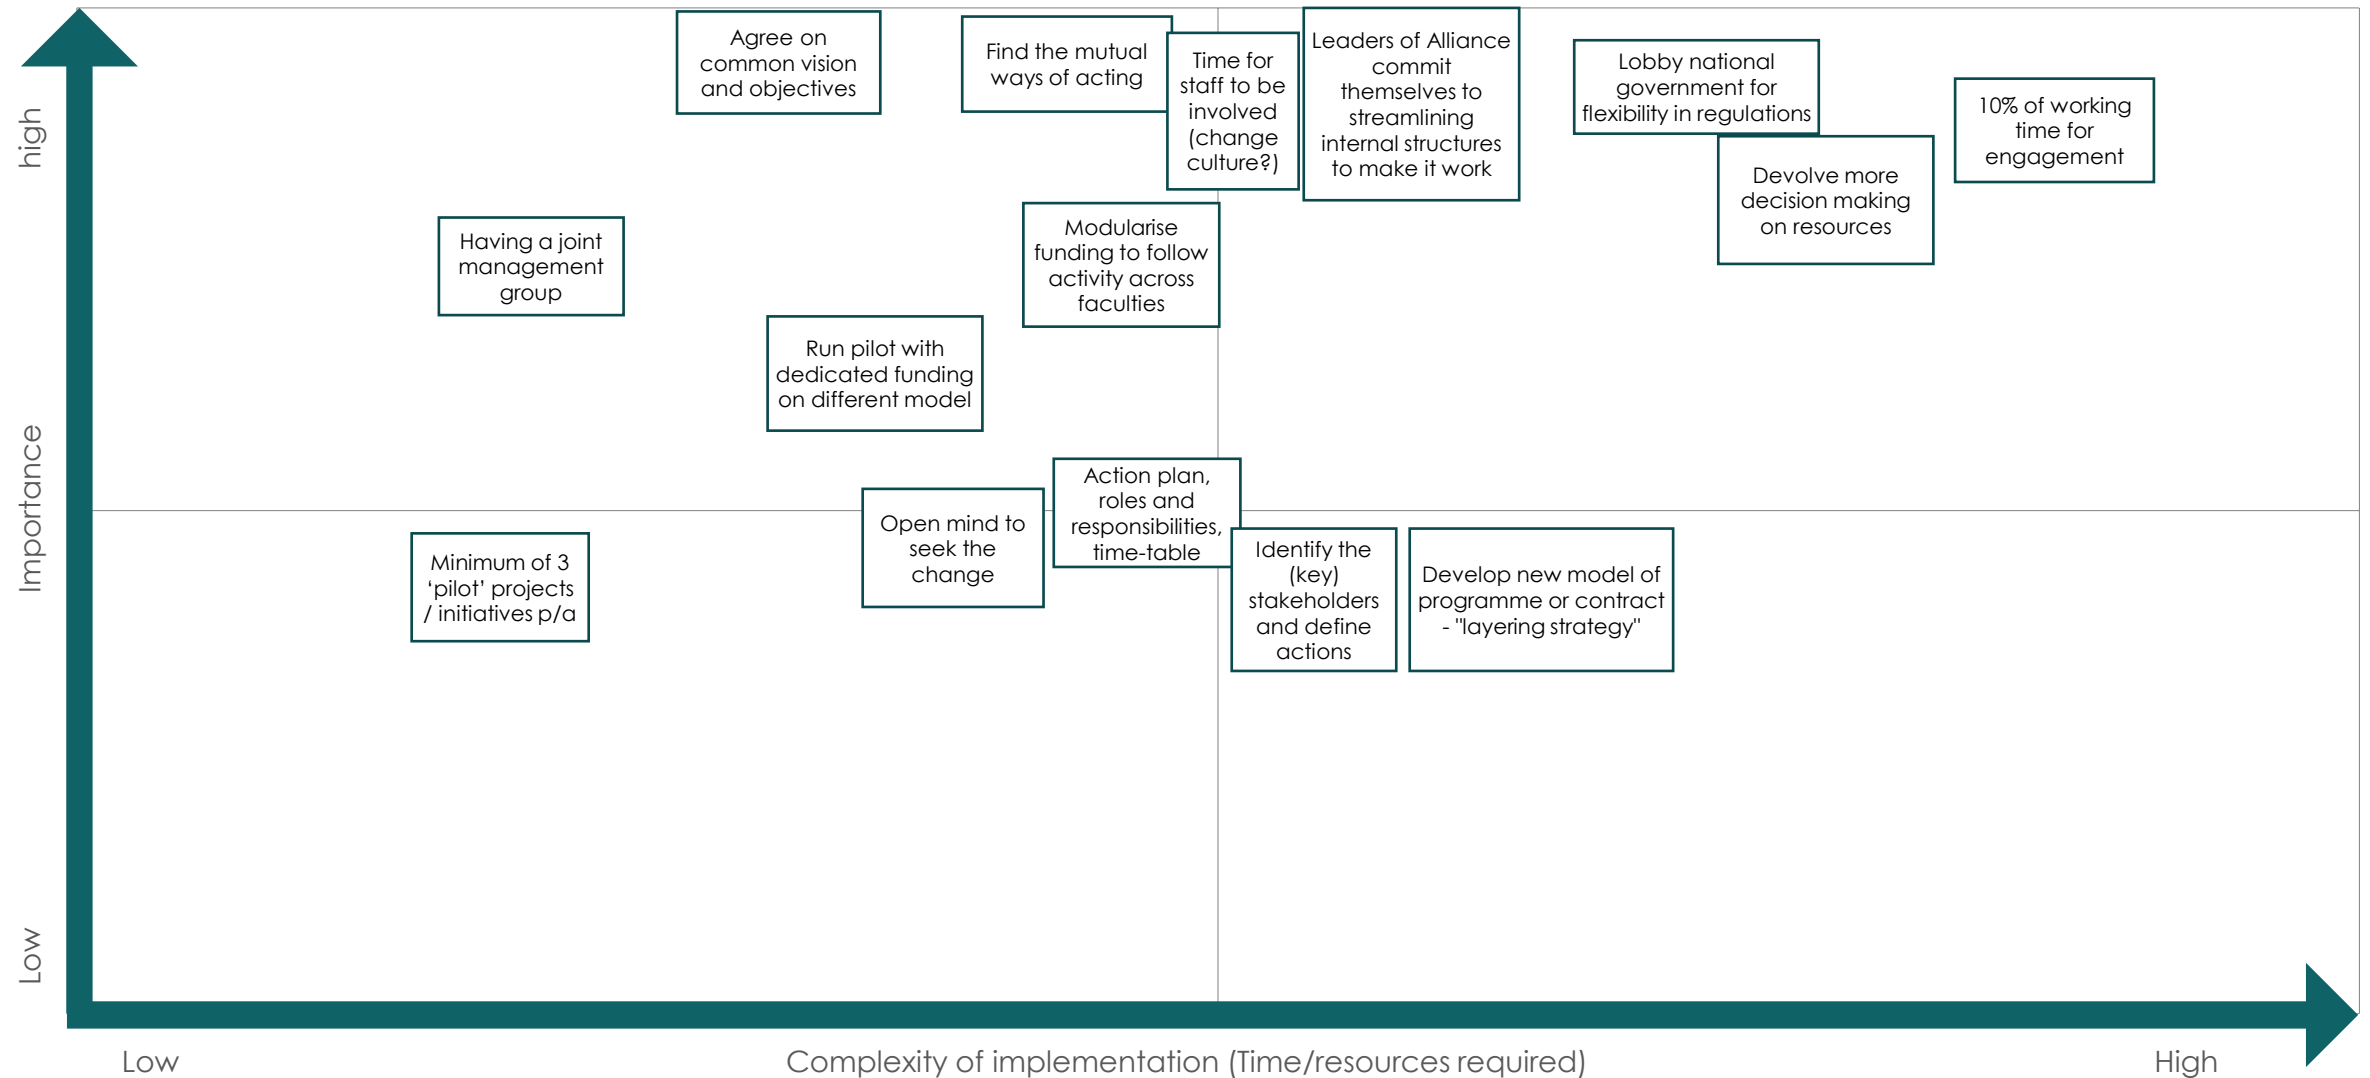 Agree on
common vision
and objectives
Find the mutual
ways of acting
Time for
staff to be
involved
(change
culture?)
Leaders of Alliance
commit
themselves to
streamlining
internal structures
to make it work
Lobby national
government for
flexibility in regulations
10% of working
time for
engagement
Devolve more
decision making
on resources
high
Having a joint
management
group
Modularise
funding to follow
activity across
faculties
Run pilot with
dedicated funding
on different model
Importance
Action plan,
roles and
responsibilities,
time-table
Open mind to
seek the
change
Minimum of 3
‘pilot’ projects
/ initiatives p/a
Identify the
(key)
stakeholders
and define
actions
Develop new model of
programme or contract
- "layering strategy"
Low
Low
Complexity of implementation (Time/resources required)
High